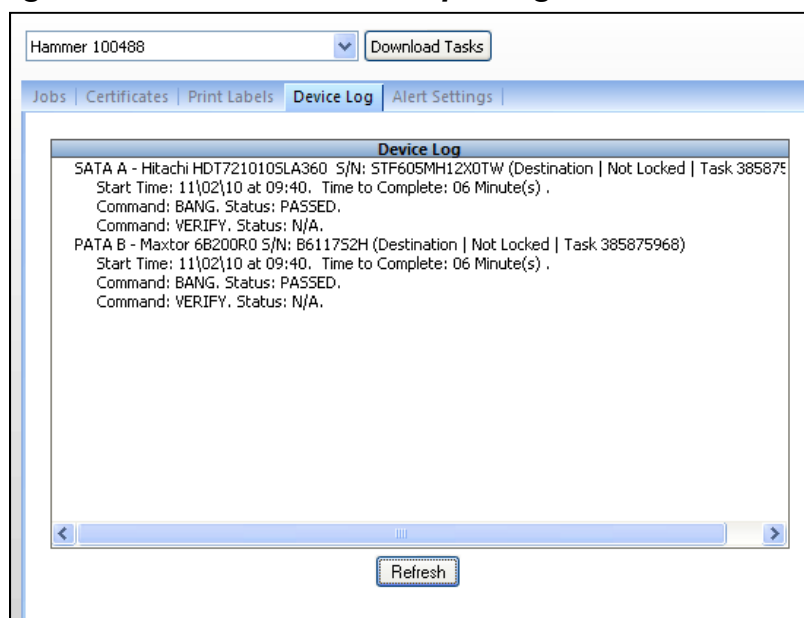 Hammer 100488 Download Tasks
Jobs | Certificates | Print Labels Device Log Alert Settings |
Device Log
SATA A - Hitachi HDT721010SLA360 S/N: STF605MH12X0TW (Destination | Not Locked | Task 385875
Start Time: 11\02\10 at 09:40. Time to Complete: 06 Minute(s) .
Command: BANG. Status: PASSED.
Command: VERIFY. Status: N/A.
PATA B - Maxtor 6B200R0 S/N: B6117S2H (Destination | Not Locked | Task 385875968)
Start Time: 11\02\10 at 09:40. Time to Complete: 06 Minute(s) .
Command: BANG. Status: PASSED.
Command: VERIFY. Status: N/A.
Refresh